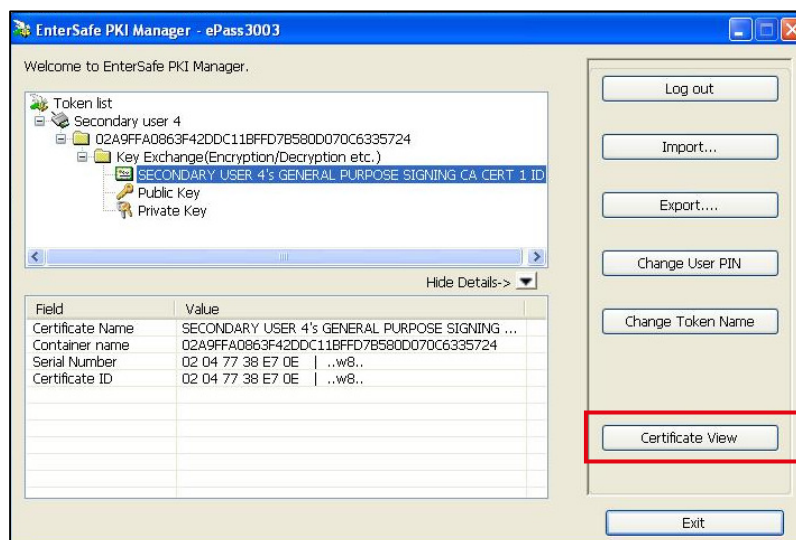 EnterSafe PKI Manager - ePass3003
Welcome to EnterSafe PKI Manager.
Token list
Secondary user 4
02A9FFA0863F42DDC11BFFD7B580D070C6335724
Key Exchange(Encryption/Decryption etc.)
SECONDARY USER 4's GENERAL PURPOSE SIGNING CA CERT 1 ID
Public Key
Private Key
Hide Details->
Field Value
Certificate Name SECONDARY USER 4's GENERAL PURPOSE SIGNING ...
Container name 02A9FFA0863F42DDC11BFFD7B580D070C6335724
Serial Number 02 04 77 38 E7 0E | ..w8..
Certificate ID 02 04 77 38 E7 0E | ..w8..
Log out
Import...
Export....
Change User PIN
Change Token Name
Certificate View
Exit